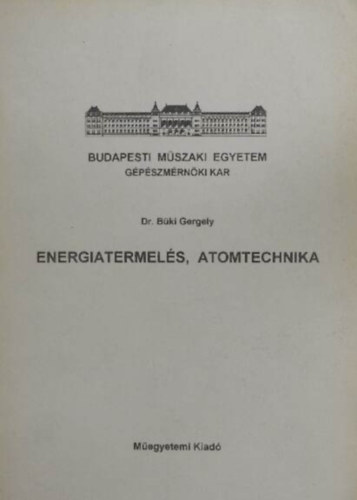 BUDAPESTI MŰSZAKI EGYETEM
GÉPÉSZMÉRNÖKI KAR
Dr. Büki Gergely
ENERGIATERMELÉS, ATOMTECHNIKA
Műegyetemi Kiadó